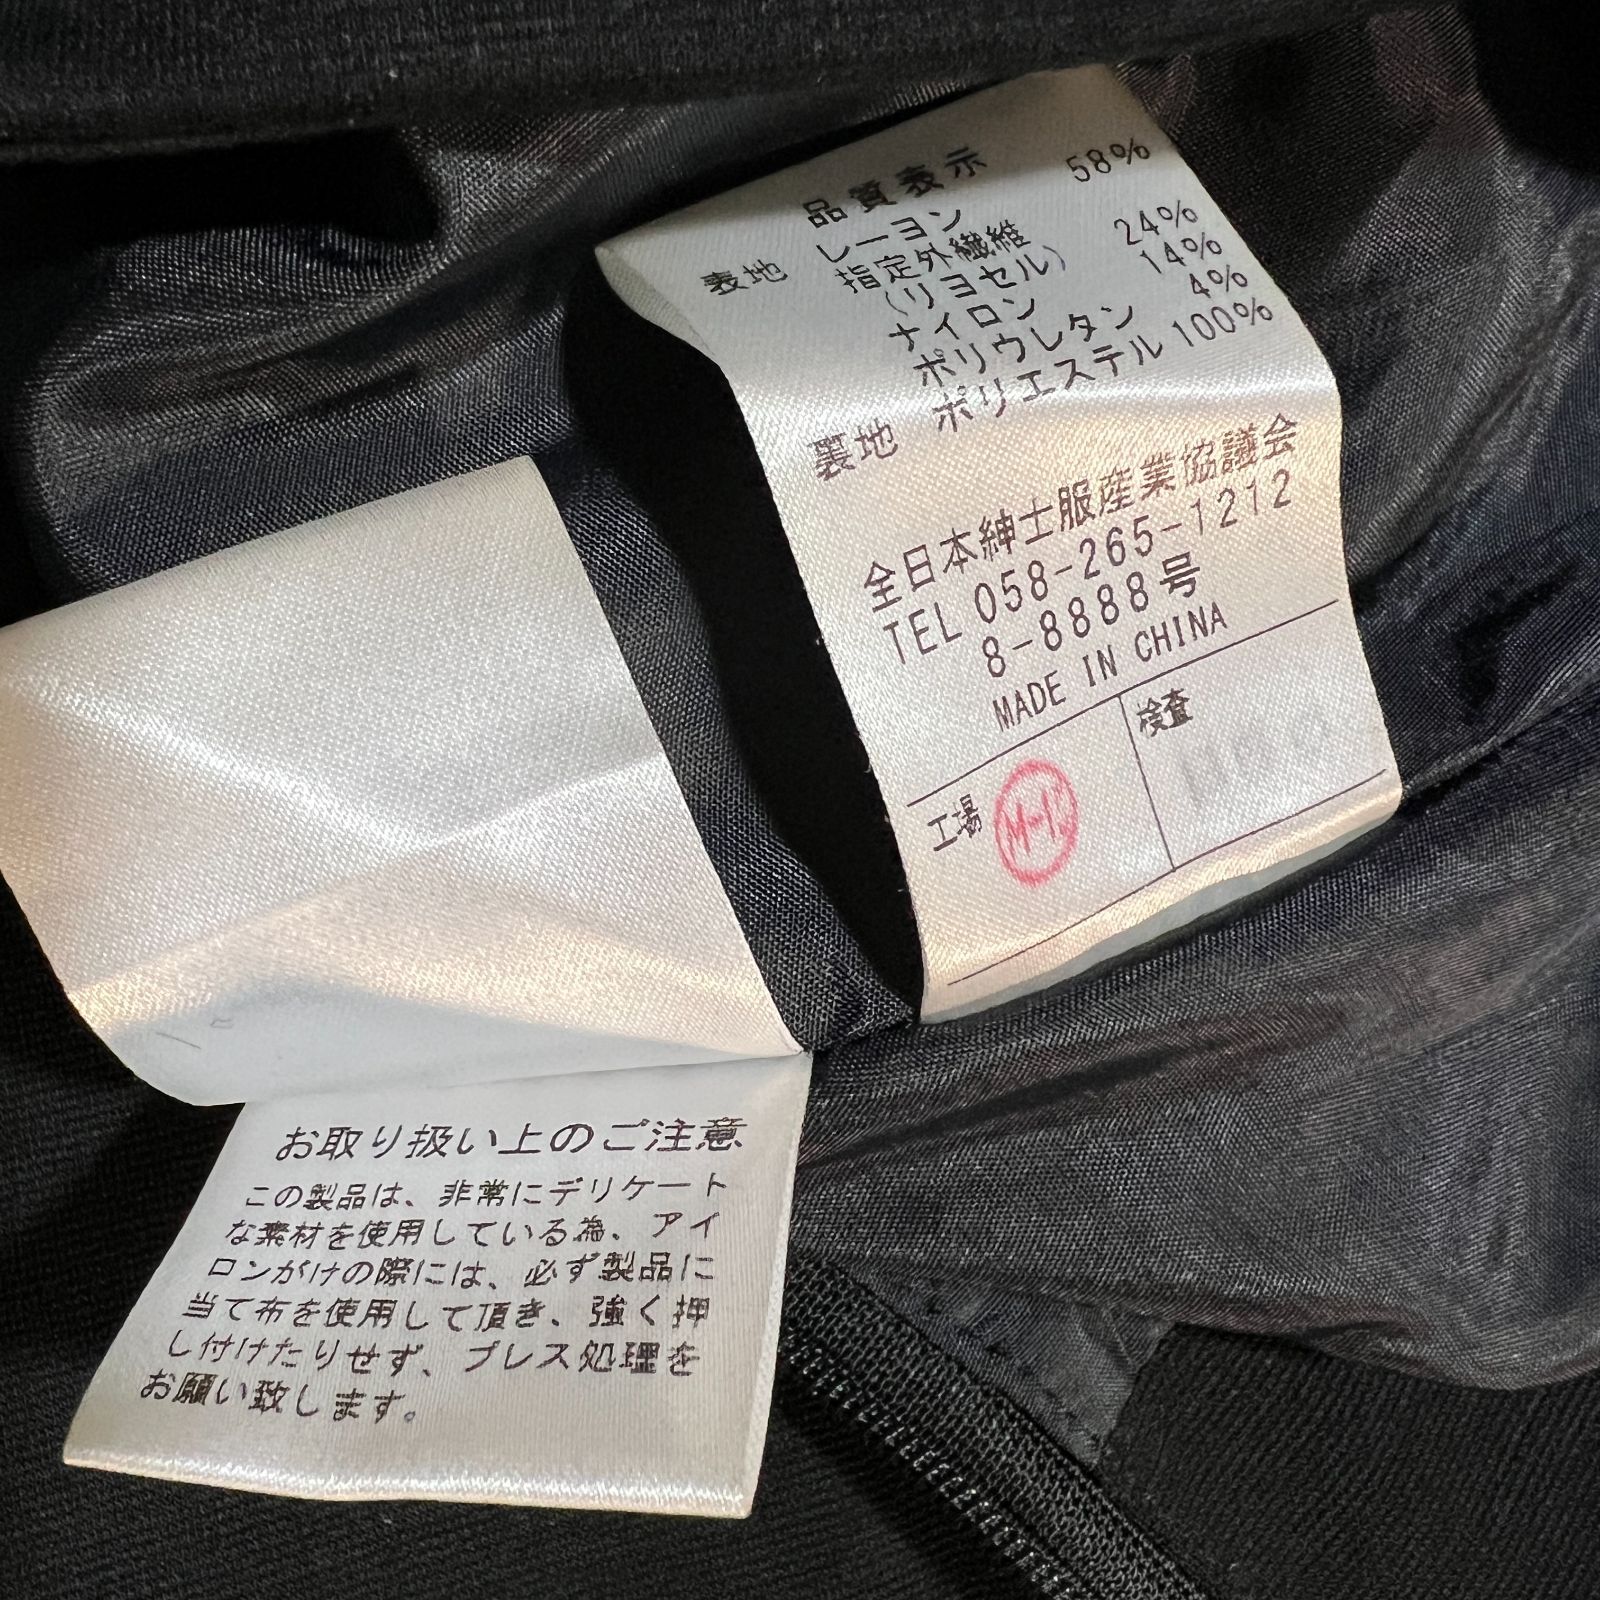 品質表示
表地 レーヨン 58%
指定外繊維
(リヨセル) 24%
ナイロン 14%
ポリウレタン 4%
裏地 ポリエステル 100%
全日本紳士服産業協議会
TEL 058-265-1212
8-8888号
MADE IN CHINA
工場 検査
お取り扱い上のご注意
この製品は、非常にデリケート
な素材を使用している為、アイ
ロンがけの際には、必ず製品に
当て布を使用して頂き、強く押
し付けたりせず、プレス処理を
お願い致します。